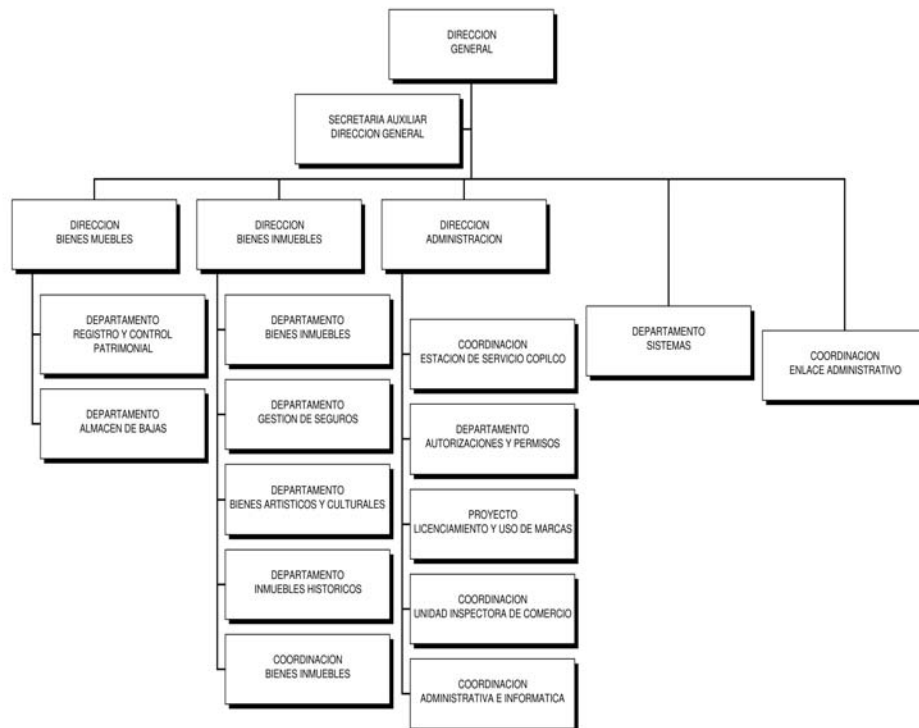 DIRECCION
GENERAL
SECRETARIA AUXILIAR
DIRECCION GENERAL
DIRECCION
BIENES MUEBLES
DIRECCION
BIENES INMUEBLES
DIRECCION
ADMINISTRACION
DEPARTAMENTO
REGISTRO Y CONTROL
PATRIMONIAL
DEPARTAMENTO
ALMACEN DE BAJAS
DEPARTAMENTO
BIENES INMUEBLES
DEPARTAMENTO
GESTION DE SEGUROS
DEPARTAMENTO
BIENES ARTISTICOS Y CULTURALES
DEPARTAMENTO
INMUEBLES HISTORICOS
COORDINACION
BIENES INMUEBLES
COORDINACION
ESTACION DE SERVICIO COPILCO
DEPARTAMENTO
AUTORIZACIONES Y PERMISOS
PROYECTO
LICENCIAMIENTO Y USO DE MARCAS
COORDINACION
UNIDAD INSPECTORA DE COMERCIO
COORDINACION
ADMINISTRATIVA E INFORMATICA
DEPARTAMENTO
SISTEMAS
COORDINACION
ENLACE ADMINISTRATIVO